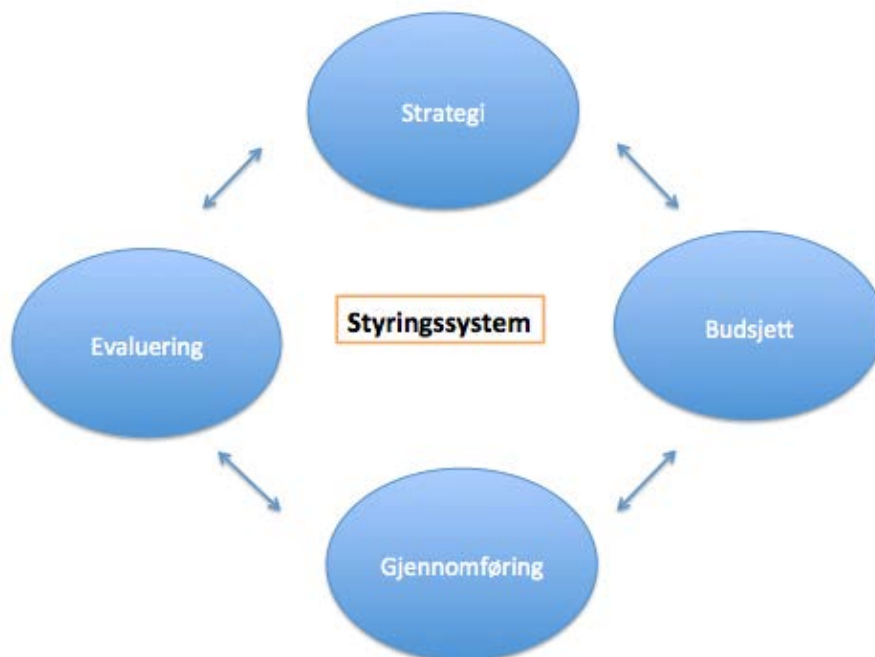 Strategi
Evaluering
Styringssystem
Budsjett
Gjennomføring